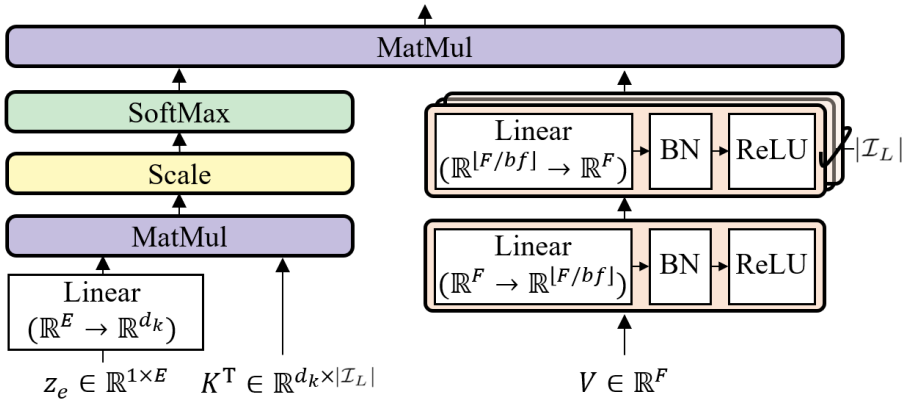 MatMul
SoftMax
Scale
MatMul
Linear
(ℝ^E → ℝ^{d_k})
z_e ∈ ℝ^{1×E}
K^T ∈ ℝ^{d_k×|ℐ_L|}
Linear
(ℝ^{⌊F/bf⌋} → ℝ^F)
BN
ReLU
|ℐ_L|
Linear
(ℝ^F → ℝ^{⌊F/bf⌋})
BN
ReLU
V ∈ ℝ^F